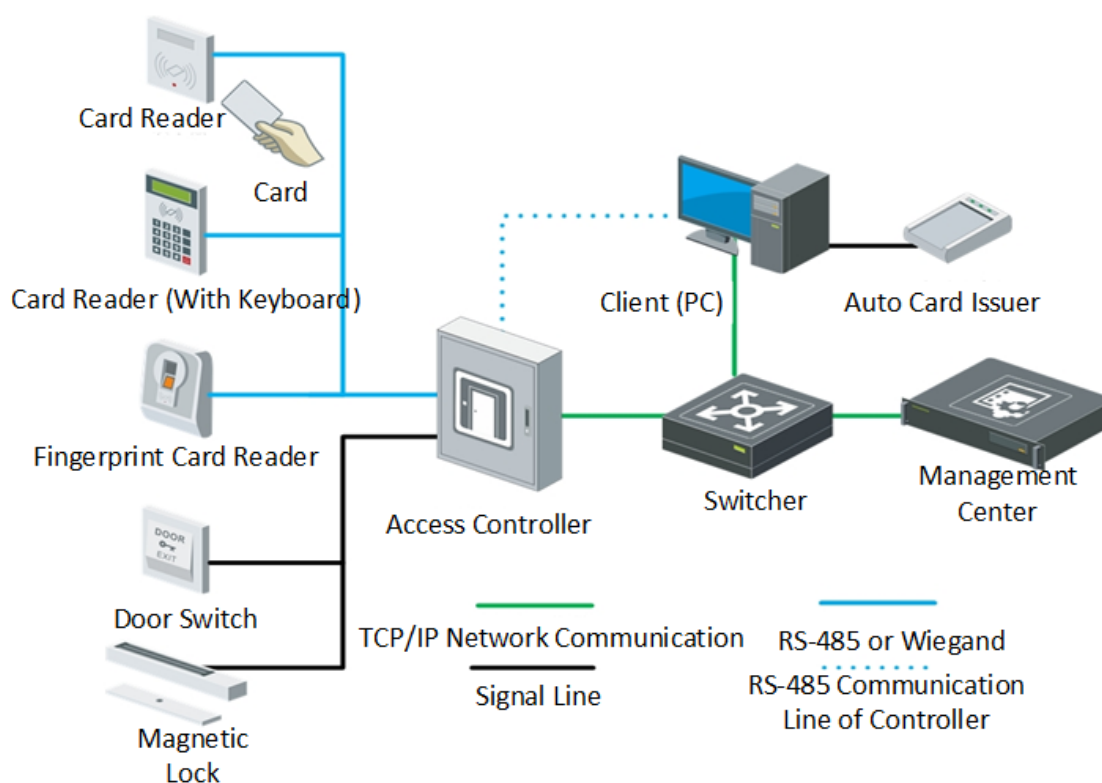 Card Reader
Card
Card Reader (With Keyboard)
Client (PC)
Auto Card Issuer
Fingerprint Card Reader
Access Controller
Switcher
Management
Center
DOOR
EXIT
Door Switch
TCP/IP Network Communication
RS-485 or Wiegand
Signal Line
RS-485 Communication
Line of Controller
Magnetic
Lock